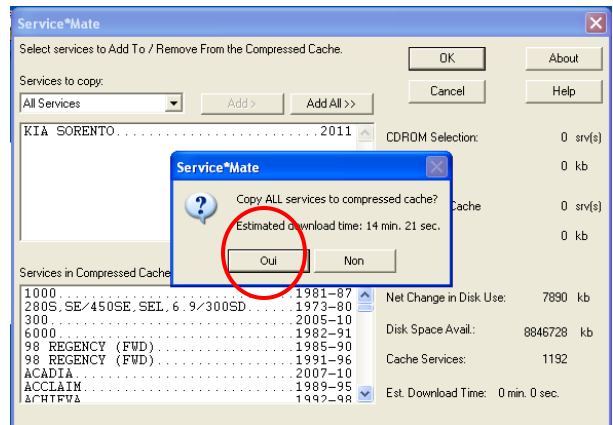 Service*Mate
Select services to Add To / Remove From the Compressed Cache.
OK
About
Services to copy:
Cancel
Help
All Services
Add >
Add All >>
KIA SORENTO........................2011
CDROM Selection:
0 srv(s)
0 kb
Service*Mate
Copy ALL services to compressed cache?
Estimated download time: 14 min. 21 sec.
Cache
0 srv(s)
0 kb
Oui
Non
Services in Compressed Cache
1000............................1981-87
280S,SE/450SE,SEL,6.9/300SD.....1973-80
300.............................2005-10
6000............................1982-91
98 REGENCY (FWD)................1985-90
98 REGENCY (FWD)................1991-96
ACADIA..........................2007-10
ACCLAIM.........................1989-95
ACHIEVA.........................1992-98
Net Change in Disk Use:
7890 kb
Disk Space Avail.:
8846728 kb
Cache Services:
1192
Est. Download Time: 0 min. 0 sec.